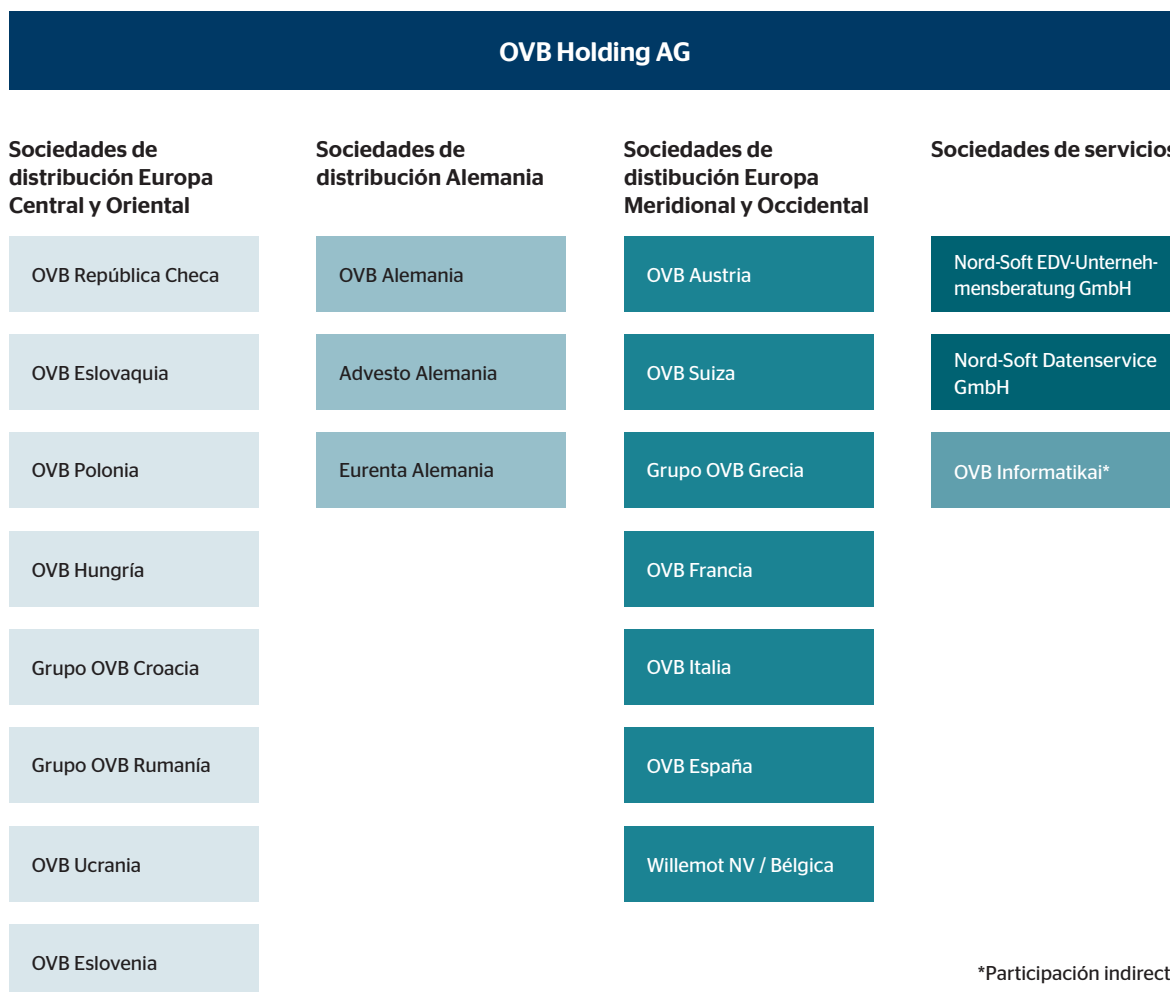 OVB Holding AG
Sociedades de
distribución Europa
Central y Oriental
OVB República Checa
OVB Eslovaquia
OVB Polonia
OVB Hungría
Grupo OVB Croacia
Grupo OVB Rumanía
OVB Ucrania
OVB Eslovenia
Sociedades de
distribución Alemania
OVB Alemania
Advesto Alemania
Eurenta Alemania
Sociedades de
distibución Europa
Meridional y Occidental
OVB Austria
OVB Suiza
Grupo OVB Grecia
OVB Francia
OVB Italia
OVB España
Willemot NV / Bélgica
Sociedades de servicios
Nord-Soft EDV-Unterneh-
mensberatung GmbH
Nord-Soft Datenservice
GmbH
OVB Informatikai*
*Participación indirect